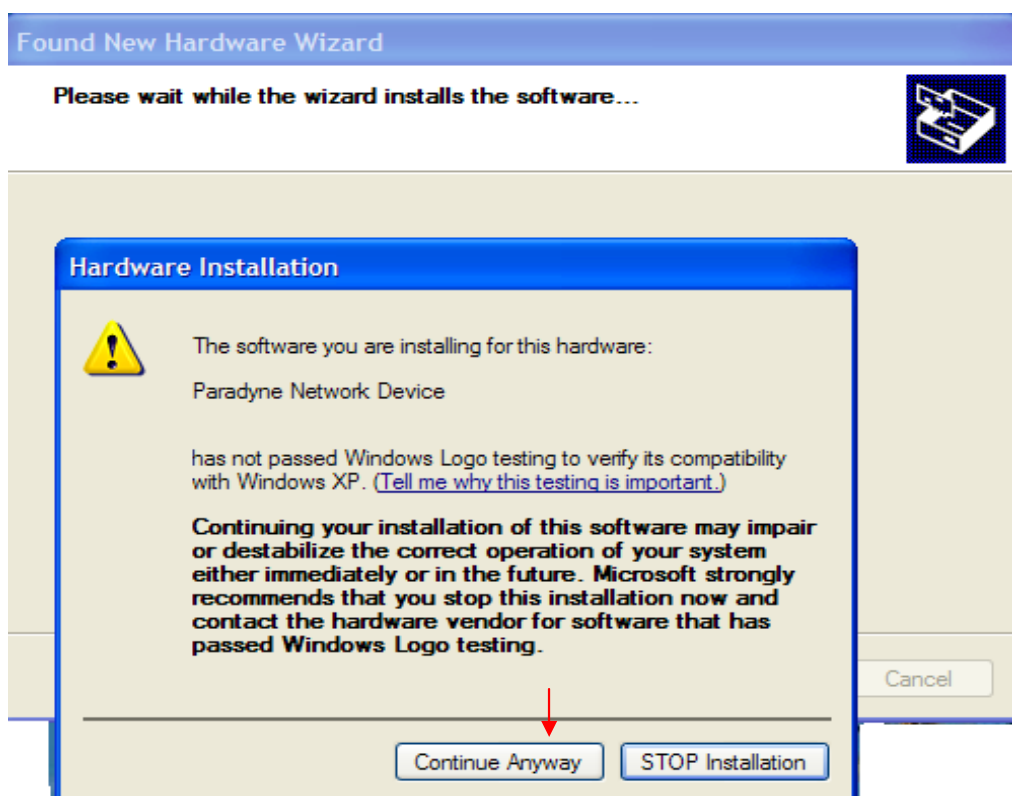 Found New Hardware Wizard
Please wait while the wizard installs the software...
Hardware Installation
The software you are installing for this hardware:
Paradyne Network Device
has not passed Windows Logo testing to verify its compatibility
with Windows XP. (Tell me why this testing is important.)
Continuing your installation of this software may impair
or destabilize the correct operation of your system
either immediately or in the future. Microsoft strongly
recommends that you stop this installation now and
contact the hardware vendor for software that has
passed Windows Logo testing.
Cancel
Continue Anyway
STOP Installation